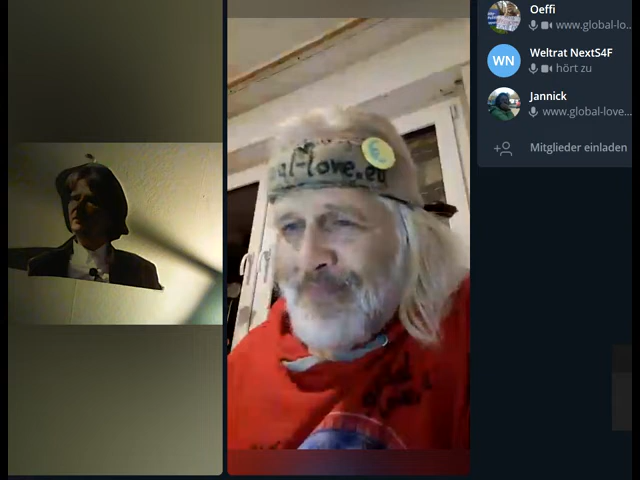 Oeffi
www.global-lo...
WN
Weltrat NextS4F
hört zu
Jannick
www.global-love...
Mitglieder einladen
al-love.eu
€